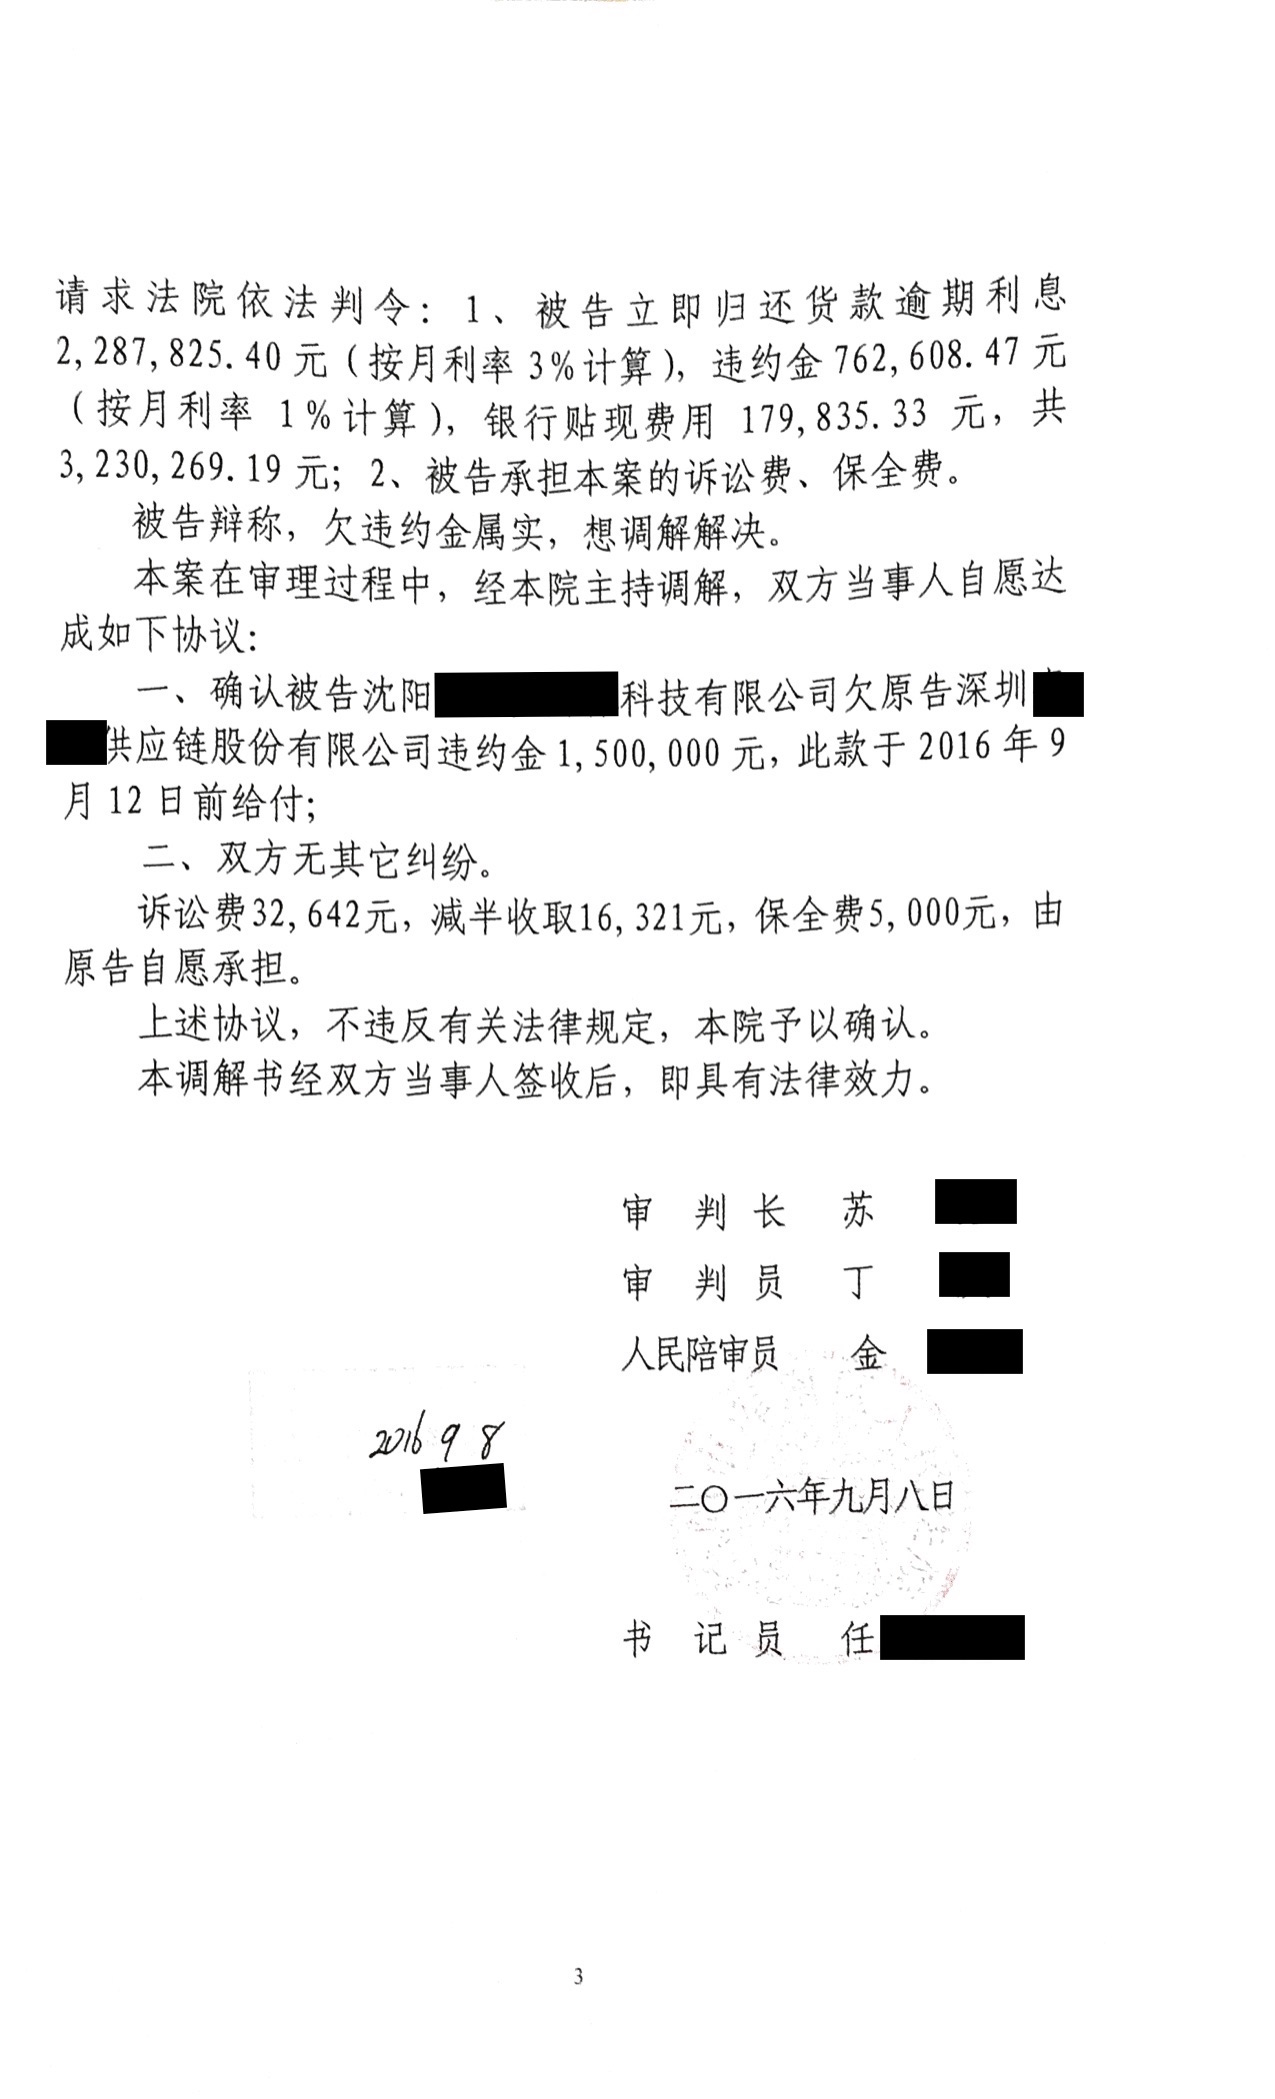 请求法院依法判令：1、被告立即归还货款逾期利息
2,287,825.40元（按月利率3%计算），违约金762,608.47元
（按月利率 1%计算），银行贴现费用 179,835.33 元，共
3,230,269.19元；2、被告承担本案的诉讼费、保全费。
被告辩称，欠违约金属实，想调解解决。
本案在审理过程中，经本院主持调解，双方当事人自愿达
成如下协议：
一、确认被告沈阳科技有限公司欠原告深圳
供应链股份有限公司违约金1,500,000元，此款于2016年9
月12日前给付；
二、双方无其它纠纷。
诉讼费32,642元，减半收取16,321元，保全费5,000元，由
原告自愿承担。
上述协议，不违反有关法律规定，本院予以确认。
本调解书经双方当事人签收后，即具有法律效力。
审 判 长 苏
审 判 员 丁
人民陪审员 金
2016 9 8
二〇一六年九月八日
书 记 员 任
3